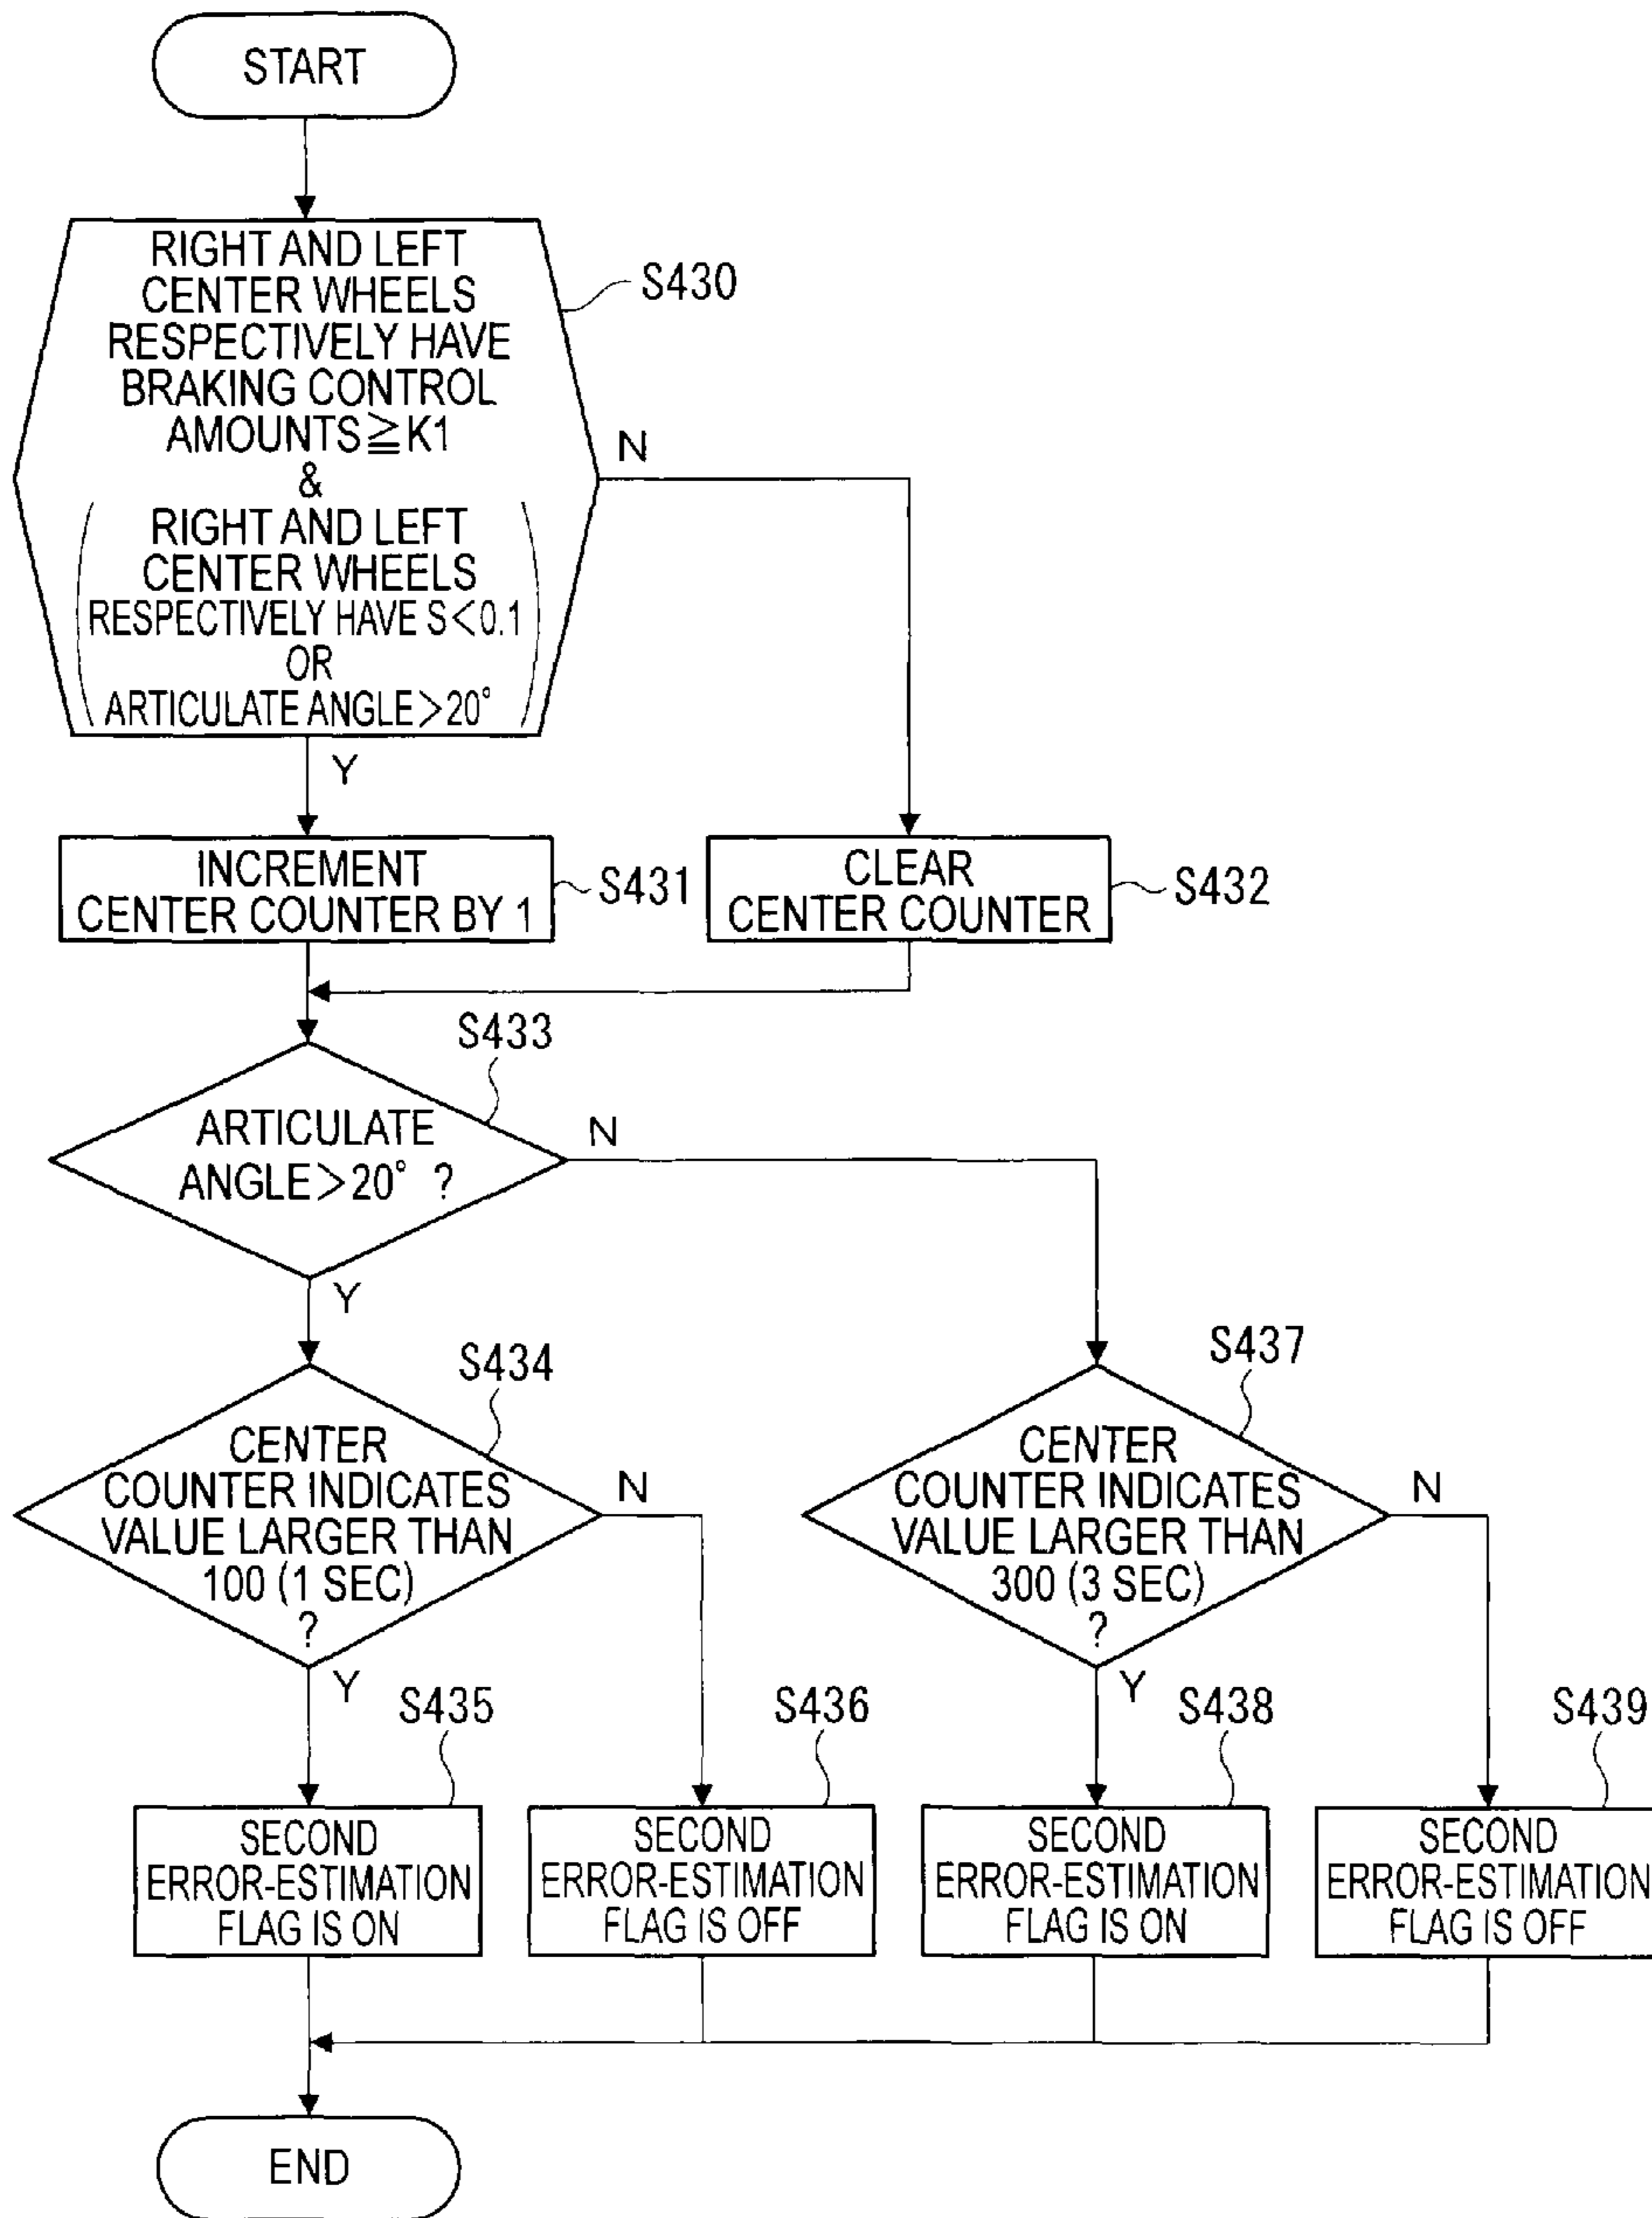 START
RIGHT AND LEFT
CENTER WHEELS
RESPECTIVELY HAVE
BRAKING CONTROL
AMOUNTS≧K1
&
RIGHT AND LEFT
CENTER WHEELS
RESPECTIVELY HAVE S<0.1
OR
ARTICULATE ANGLE>20°
S430
N
Y
INCREMENT
CENTER COUNTER BY 1
S431
CLEAR
CENTER COUNTER
S432
S433
ARTICULATE
ANGLE>20° ?
N
Y
S434
CENTER
COUNTER INDICATES
VALUE LARGER THAN
100 (1 SEC)
?
N
Y
S437
CENTER
COUNTER INDICATES
VALUE LARGER THAN
300 (3 SEC)
?
N
Y
S435
SECOND
ERROR-ESTIMATION
FLAG IS ON
S436
SECOND
ERROR-ESTIMATION
FLAG IS OFF
S438
SECOND
ERROR-ESTIMATION
FLAG IS ON
S439
SECOND
ERROR-ESTIMATION
FLAG IS OFF
END